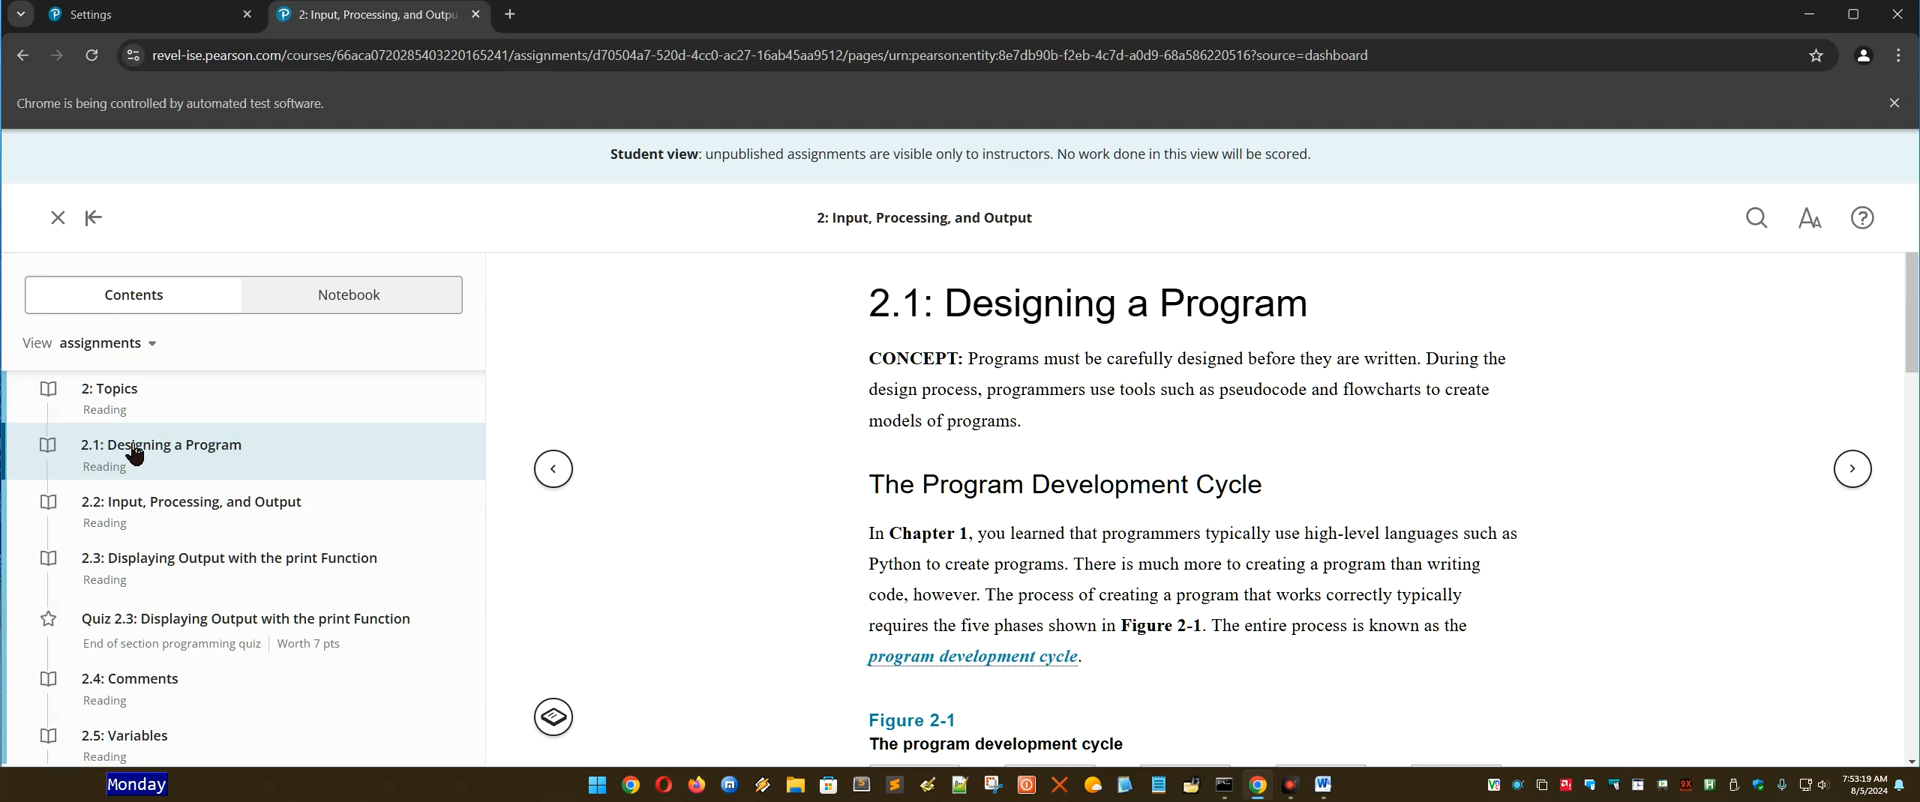 Settings
2: Input, Processing, and Outpu
revel-ise.pearson.com/courses/66aca0720285403220165241/assignments/d70504a7-520d-4cc0-ac27-16ab45aa9512/pages/urn:pearson:entity:8e7db90b-f2eb-4c7d-a0d9-68a586220516?source=dashboard
Chrome is being controlled by automated test software.
Student view: unpublished assignments are visible only to instructors. No work done in this view will be scored.
2: Input, Processing, and Output
Contents
Notebook
View assignments
2: Topics
Reading
2.1: Designing a Program
Reading
2.2: Input, Processing, and Output
Reading
2.3: Displaying Output with the print Function
Reading
Quiz 2.3: Displaying Output with the print Function
End of section programming quiz | Worth 7 pts
2.4: Comments
Reading
2.5: Variables
Reading
2.1: Designing a Program
CONCEPT: Programs must be carefully designed before they are written. During the
design process, programmers use tools such as pseudocode and flowcharts to create
models of programs.
The Program Development Cycle
In Chapter 1, you learned that programmers typically use high-level languages such as
Python to create programs. There is much more to creating a program than writing
code, however. The process of creating a program that works correctly typically
requires the five phases shown in Figure 2-1. The entire process is known as the
program development cycle.
Figure 2-1
The program development cycle
Monday
7:53:19 AM
8/5/2024